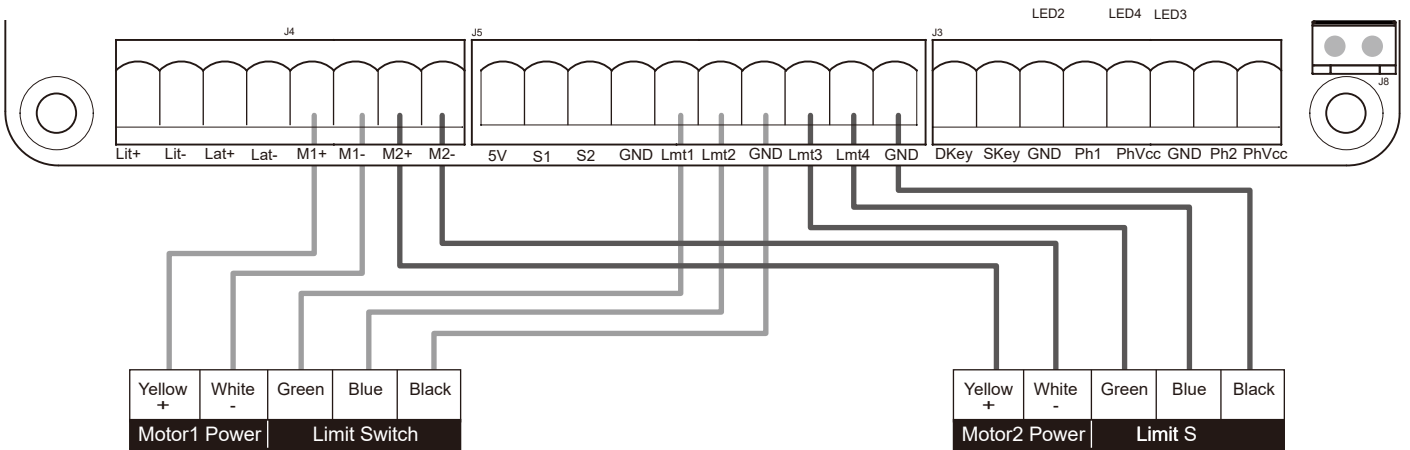 LED2 LED4 LED3
J4 J5 J3
J8
Lit+ Lit- Lat+ Lat- M1+ M1- M2+ M2- 5V S1 S2 GND Lmt1 Lmt2 GND Lmt3 Lmt4 GND DKey SKey GND Ph1 PhVcc GND Ph2 PhVcc
Yellow White Green Blue Black Yellow White Green Blue Black
+ - + -
Motor1 Power Limit Switch Motor2 Power Limit S